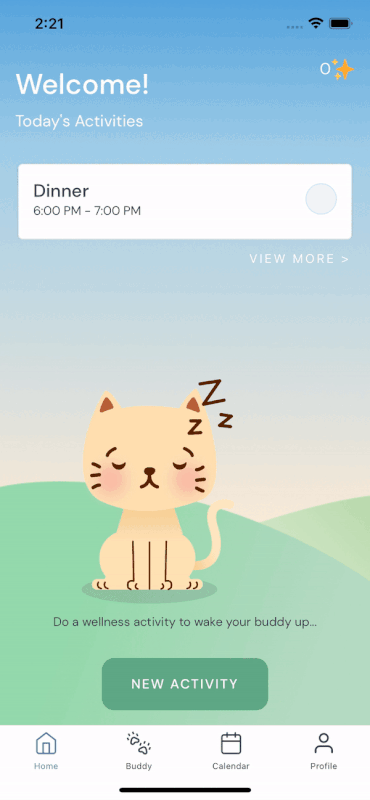 2:21
0✨
Welcome!
Today's Activities
Dinner
6:00 PM - 7:00 PM
VIEW MORE >
Z
z z
Do a wellness activity to wake your buddy up...
NEW ACTIVITY
Home Buddy Calendar Profile